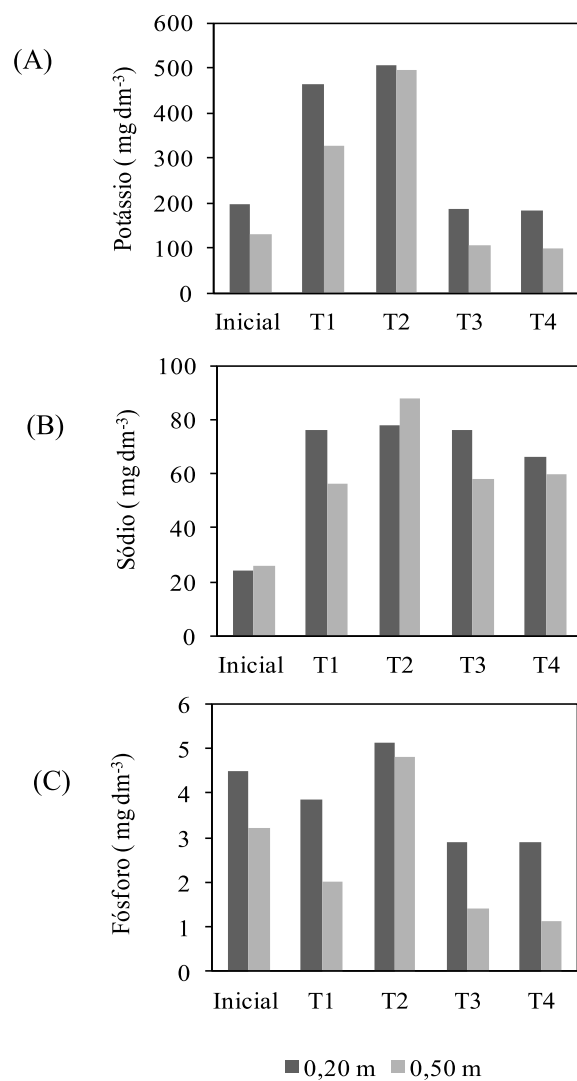 (A)
Potássio ( mg dm⁻³)
600
500
400
300
200
100
0
Inicial T1 T2 T3 T4
(B)
Sódio ( mg dm⁻³)
100
80
60
40
20
0
Inicial T1 T2 T3 T4
(C)
Fósforo ( mg dm⁻³)
6
5
4
3
2
1
0
Inicial T1 T2 T3 T4
0,20 m 0,50 m